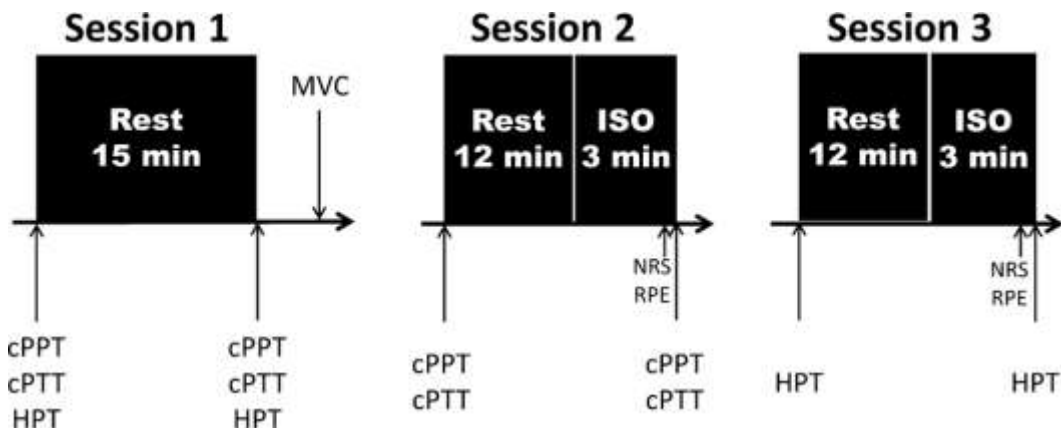 Session 1
MVC
Rest
15 min
cPPT
cPTT
HPT
cPPT
cPTT
HPT
Session 2
Rest
12 min
ISO
3 min
NRS
RPE
cPPT
cPTT
cPPT
cPTT
Session 3
Rest
12 min
ISO
3 min
NRS
RPE
HPT
HPT